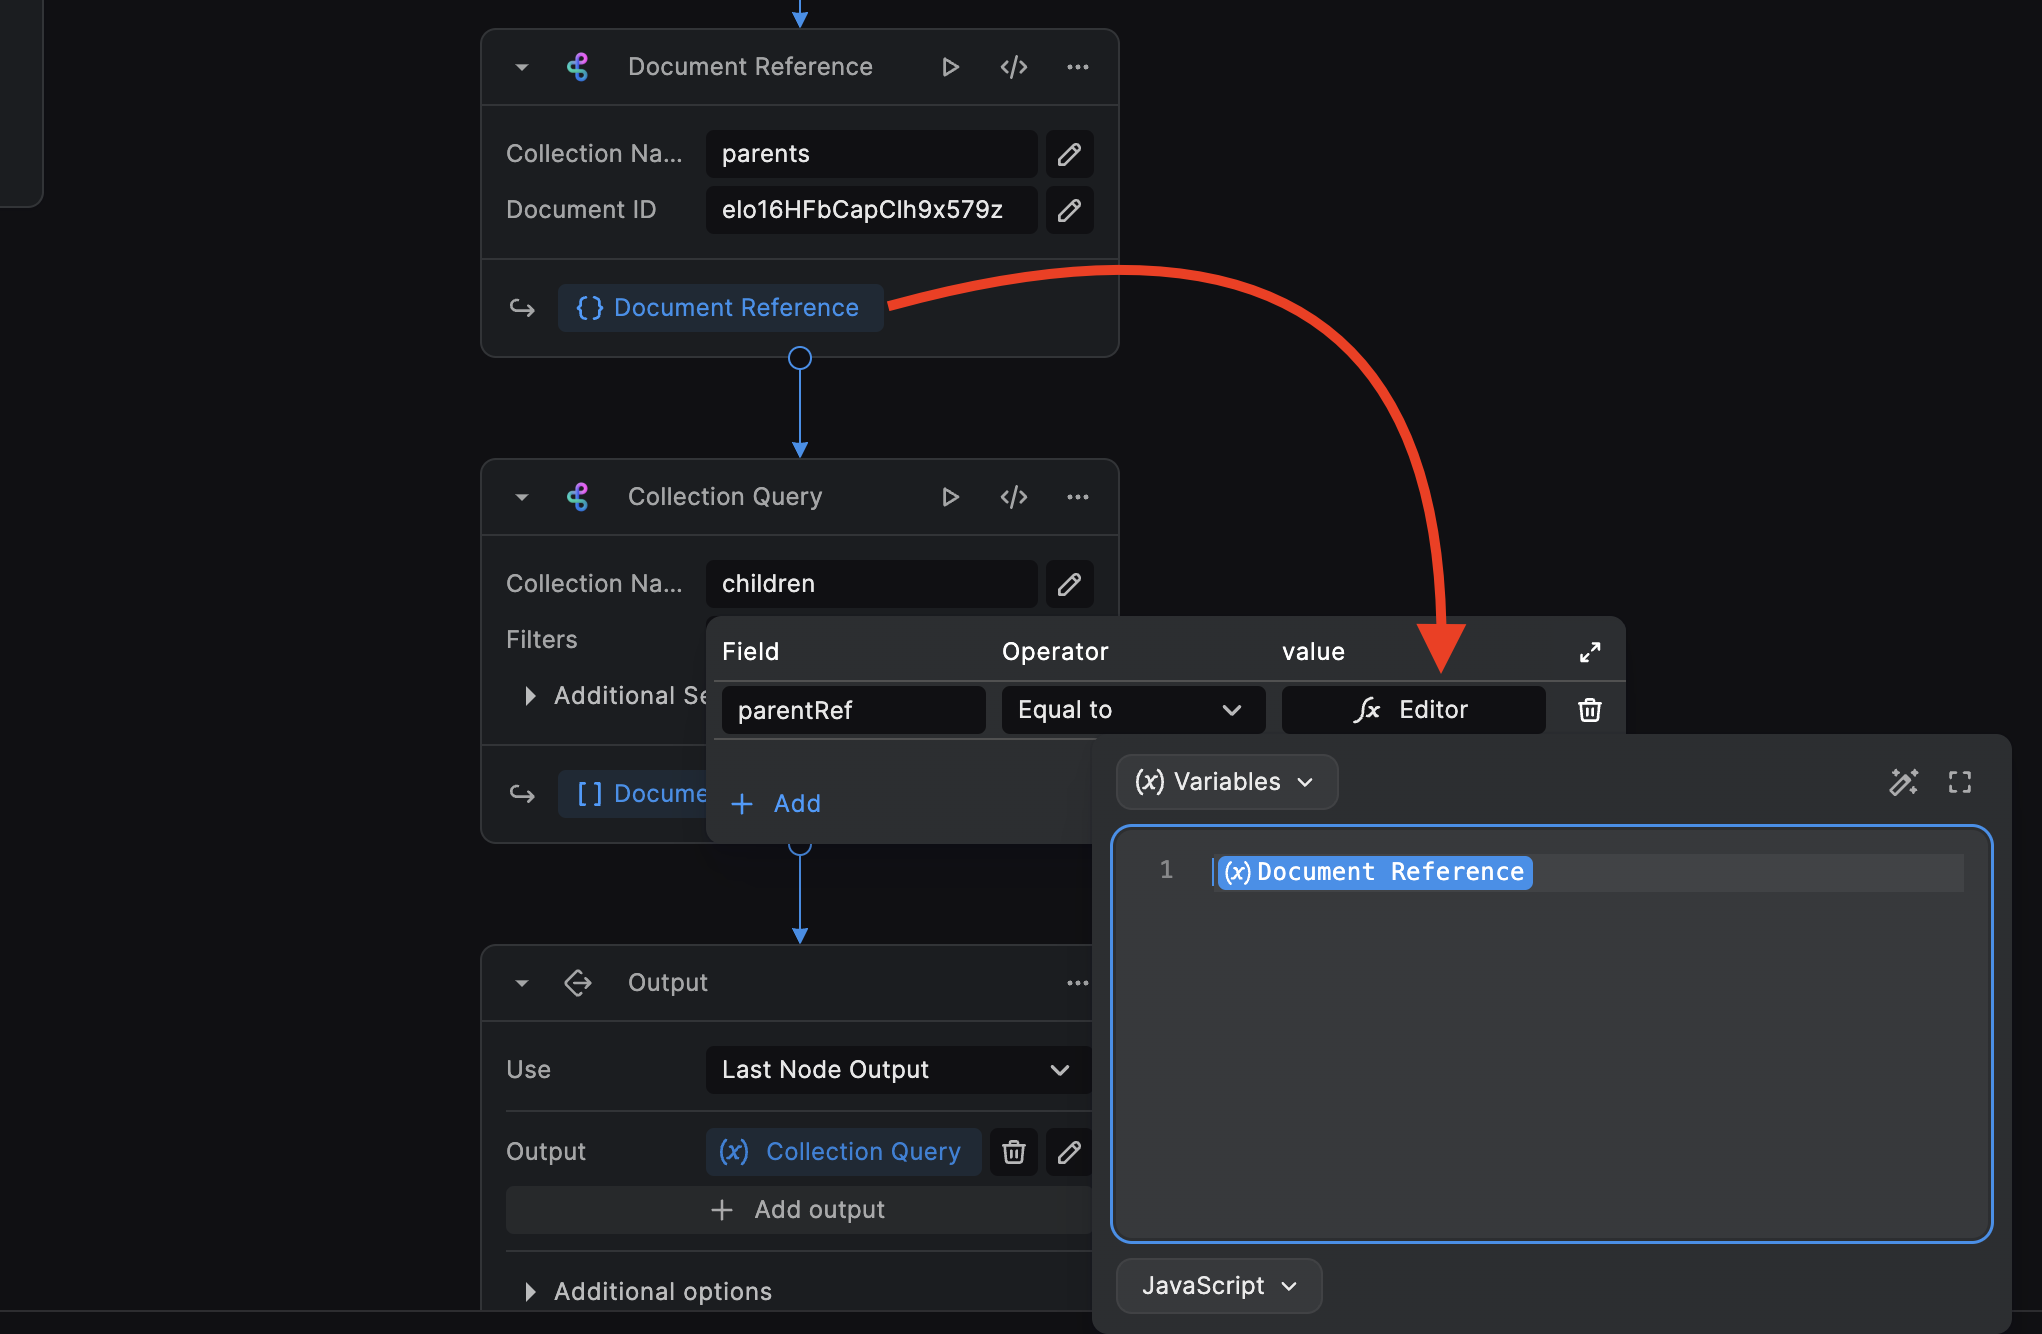 Document Reference
Collection Na...
parents
Document ID
elo16HFbCapClh9x579z
{} Document Reference
Collection Query
Collection Na...
children
Filters
Additional Se
[] Docume
Field Operator value
parentRef Equal to fx Editor
+ Add
(x) Variables
1 (x) Document Reference
JavaScript
Output
Use Last Node Output
Output (x) Collection Query
+ Add output
Additional options